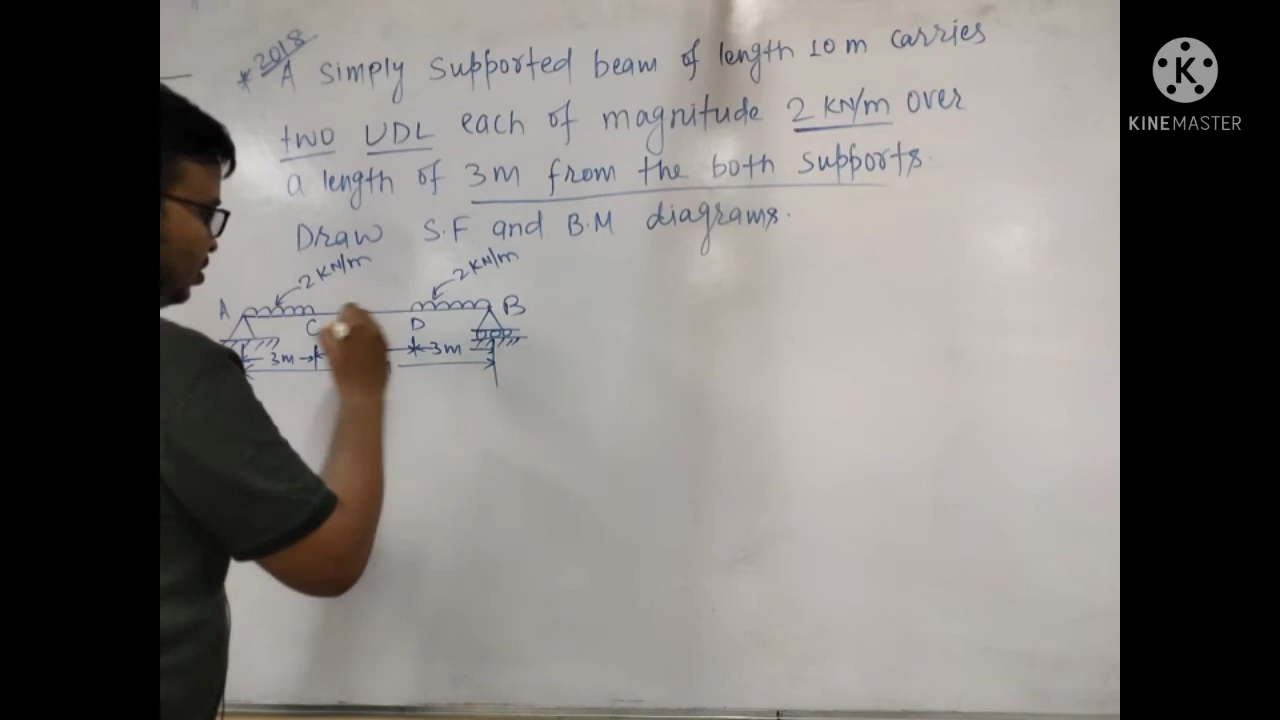 * 2018
A simply supported beam of length 10 m carries
two UDL each of magnitude 2 KN/m over
a length of 3m from the both supports.
Draw S.F and B.M diagrams.
2 KN/m 2 KN/m
A B
C D
3m 3m
K
KINEMASTER